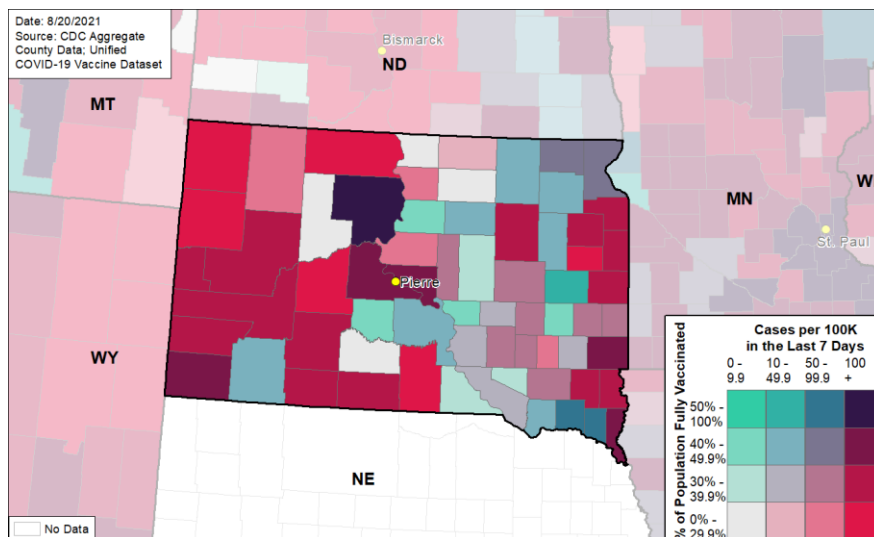 Date: 8/20/2021
Source: CDC Aggregate
County Data; Unified
COVID-19 Vaccine Dataset
Bismarck
ND
MT
MN
W
St. Paul
Pierre
WY
NE
No Data
Cases per 100K
in the Last 7 Days
0 - 10 - 50 - 100
9.9 49.9 99.9 +
% of Population Fully Vaccinated
50% -
100%
40% -
49.9%
30% -
39.9%
0% -
29.9%